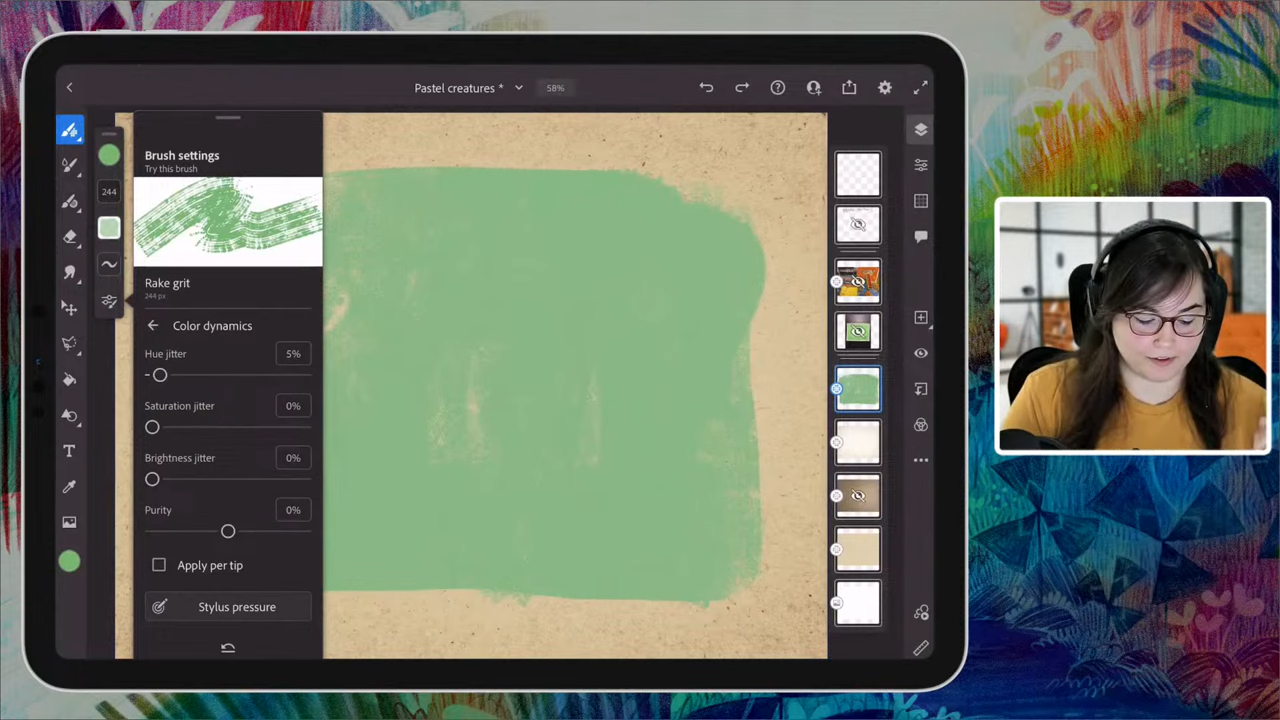 Pastel creatures *
58%
Brush settings
Try this brush
244
Rake grit
244 px
Color dynamics
Hue jitter
5%
Saturation jitter
0%
Brightness jitter
0%
Purity
0%
Apply per tip
Stylus pressure